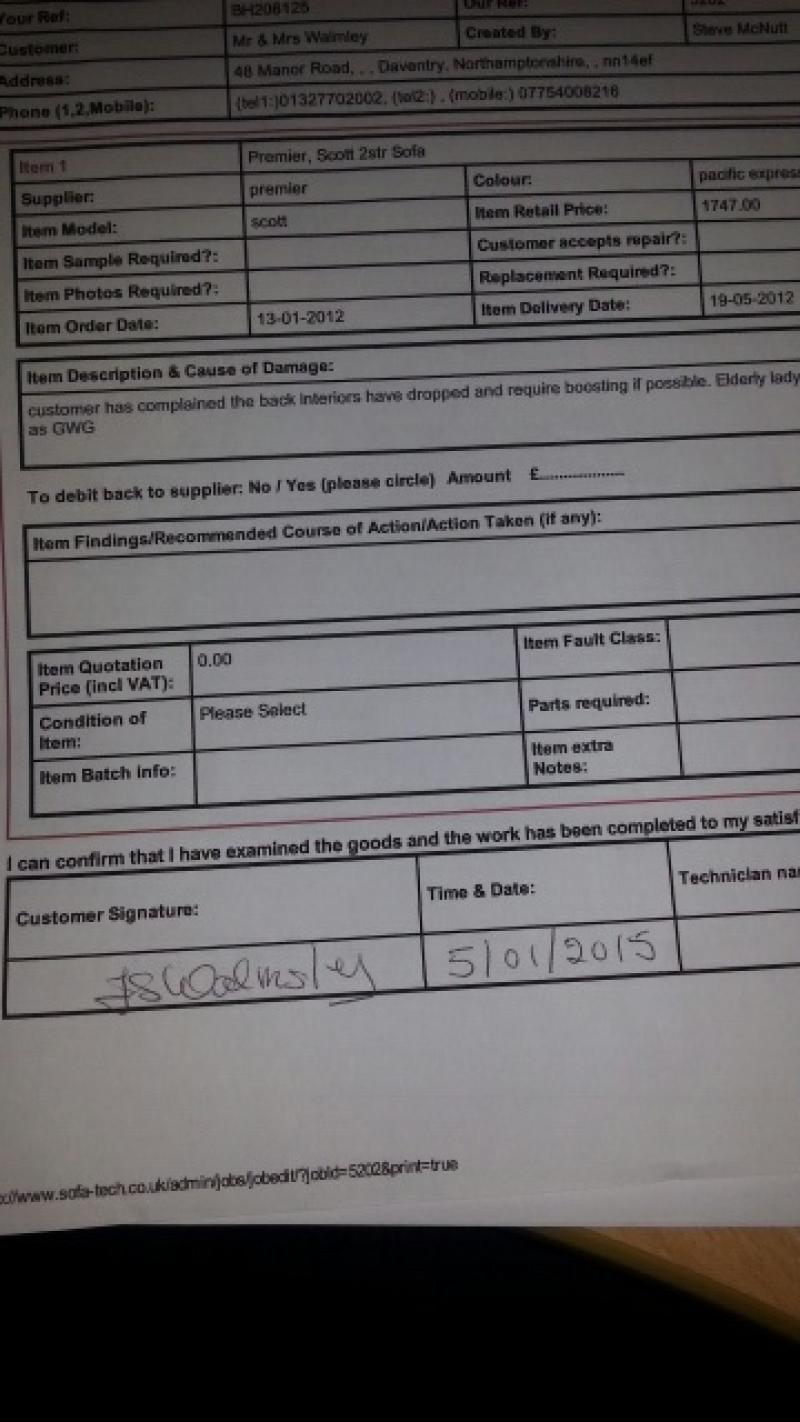 Your Ref: BH206125 Our Ref: 5202
Customer: Mr & Mrs Walmley Created By: Steve McNutt
Address: 48 Manor Road, , , Daventry, Northamptonshire, , nn14ef
Phone (1,2,Mobile): (tel1:)01327702002, (tel2:) , (mobile:) 07754008216
Item 1 Premier, Scott 2str Sofa
Supplier: premier Colour: pacific express
Item Model: scott Item Retail Price: 1747.00
Item Sample Required?: Customer accepts repair?:
Item Photos Required?: Replacement Required?:
Item Order Date: 13-01-2012 Item Delivery Date: 19-05-2012
Item Description & Cause of Damage:
customer has complained the back interiors have dropped and require boosting if possible. Elderly lady
as GWG
To debit back to supplier: No / Yes (please circle) Amount £..................
Item Findings/Recommended Course of Action/Action Taken (if any):
Item Quotation Price (incl VAT): 0.00 Item Fault Class:
Condition of Item: Please Select Parts required:
Item Batch info: Item extra Notes:
I can confirm that I have examined the goods and the work has been completed to my satisf
Customer Signature: Time & Date: Technician na
Walmsley 5/01/2015
://www.sofa-tech.co.uk/admin/jobs/jobedit/?jobId=5202&print=true